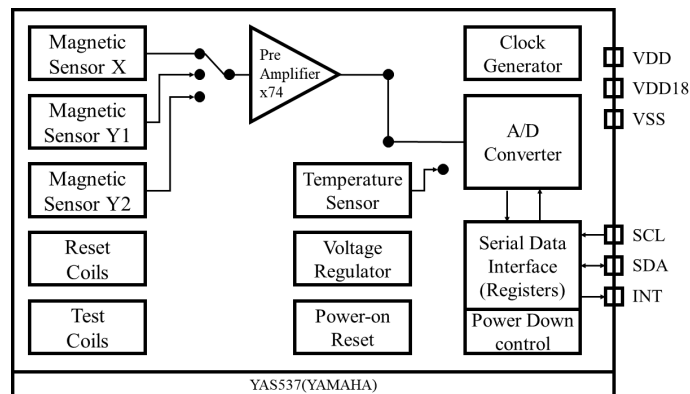 Magnetic
Sensor X
Magnetic
Sensor Y1
Magnetic
Sensor Y2
Reset
Coils
Test
Coils
Pre
Amplifier
x74
Temperature
Sensor
Voltage
Regulator
Power-on
Reset
Clock
Generator
A/D
Converter
Serial Data
Interface
(Registers)
Power Down
control
VDD
VDD18
VSS
SCL
SDA
INT
YAS537(YAMAHA)